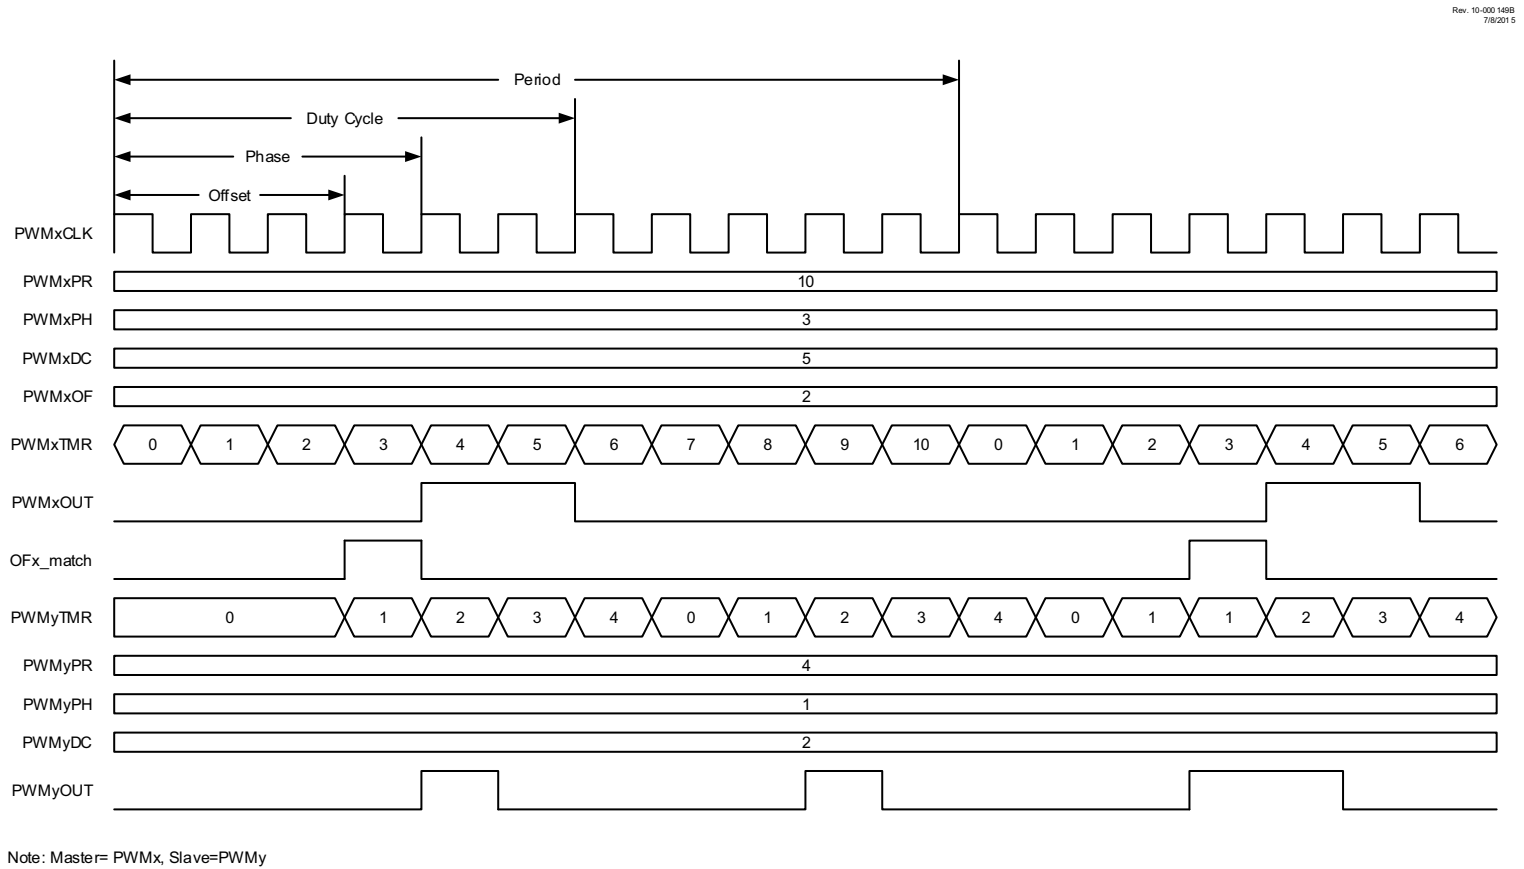 Rev. 10-000149B
7/8/2015
Period
Duty Cycle
Phase
Offset
PWMxCLK
PWMxPR 10
PWMxPH 3
PWMxDC 5
PWMxOF 2
PWMxTMR 0 1 2 3 4 5 6 7 8 9 10 0 1 2 3 4 5 6
PWMxOUT
OFx_match
PWMyTMR 0 1 2 3 4 0 1 2 3 4 0 1 1 2 3 4
PWMyPR 4
PWMyPH 1
PWMyDC 2
PWMyOUT
Note: Master= PWMx, Slave=PWMy